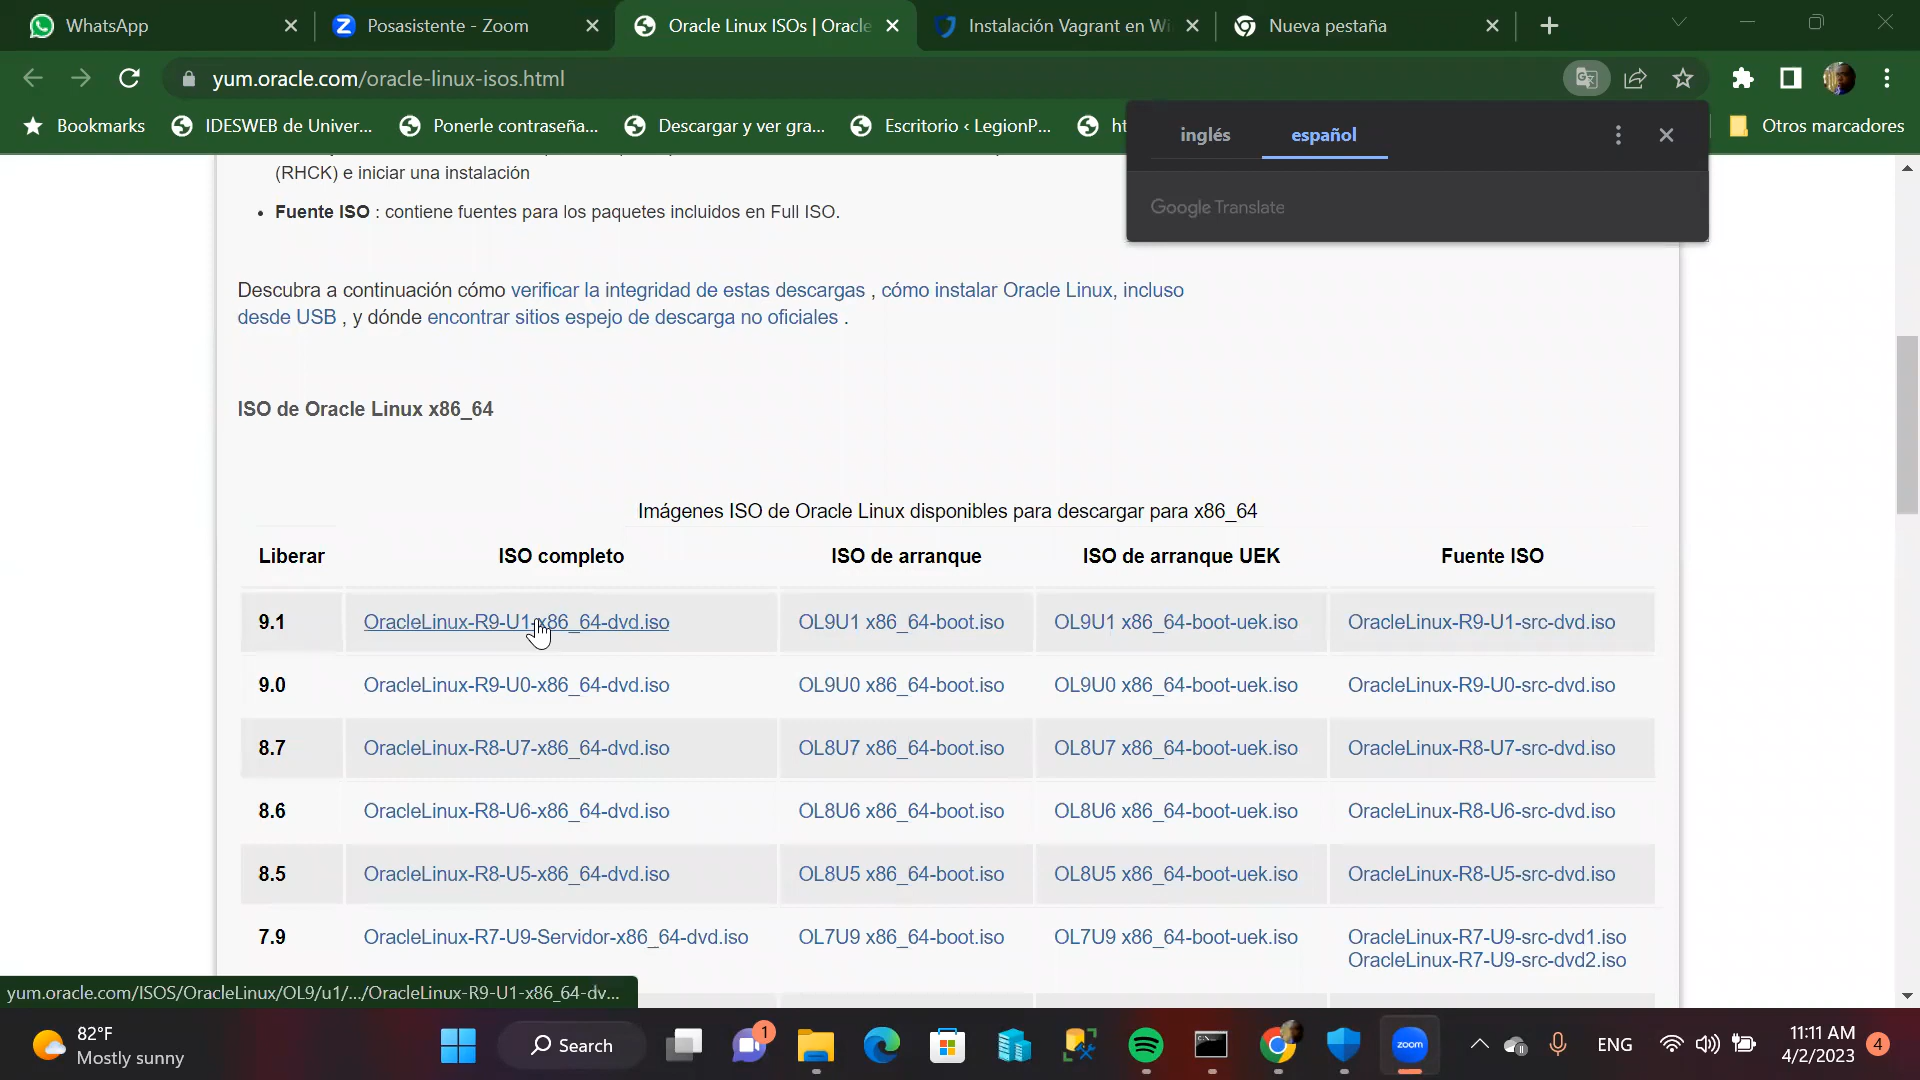 WhatsApp
Posasistente - Zoom
Oracle Linux ISOs | Oracle
Instalación Vagrant en Wi
Nueva pestaña
yum.oracle.com/oracle-linux-isos.html
Bookmarks
IDESWEB de Univer...
Ponerle contraseña...
Descargar y ver gra...
Escritorio ‹ LegionP...
Otros marcadores
inglés
español
Google Translate
(RHCK) e iniciar una instalación
• Fuente ISO : contiene fuentes para los paquetes incluidos en Full ISO.
Descubra a continuación cómo verificar la integridad de estas descargas , cómo instalar Oracle Linux, incluso
desde USB , y dónde encontrar sitios espejo de descarga no oficiales .
ISO de Oracle Linux x86_64
Imágenes ISO de Oracle Linux disponibles para descargar para x86_64
Liberar ISO completo ISO de arranque ISO de arranque UEK Fuente ISO
9.1 OracleLinux-R9-U1-x86_64-dvd.iso OL9U1 x86_64-boot.iso OL9U1 x86_64-boot-uek.iso OracleLinux-R9-U1-src-dvd.iso
9.0 OracleLinux-R9-U0-x86_64-dvd.iso OL9U0 x86_64-boot.iso OL9U0 x86_64-boot-uek.iso OracleLinux-R9-U0-src-dvd.iso
8.7 OracleLinux-R8-U7-x86_64-dvd.iso OL8U7 x86_64-boot.iso OL8U7 x86_64-boot-uek.iso OracleLinux-R8-U7-src-dvd.iso
8.6 OracleLinux-R8-U6-x86_64-dvd.iso OL8U6 x86_64-boot.iso OL8U6 x86_64-boot-uek.iso OracleLinux-R8-U6-src-dvd.iso
8.5 OracleLinux-R8-U5-x86_64-dvd.iso OL8U5 x86_64-boot.iso OL8U5 x86_64-boot-uek.iso OracleLinux-R8-U5-src-dvd.iso
7.9 OracleLinux-R7-U9-Servidor-x86_64-dvd.iso OL7U9 x86_64-boot.iso OL7U9 x86_64-boot-uek.iso OracleLinux-R7-U9-src-dvd1.iso
OracleLinux-R7-U9-src-dvd2.iso
yum.oracle.com/ISOS/OracleLinux/OL9/u1/.../OracleLinux-R9-U1-x86_64-dv...
82°F
Mostly sunny
Search
1
zoom
ENG
11:11 AM
4/2/2023
4